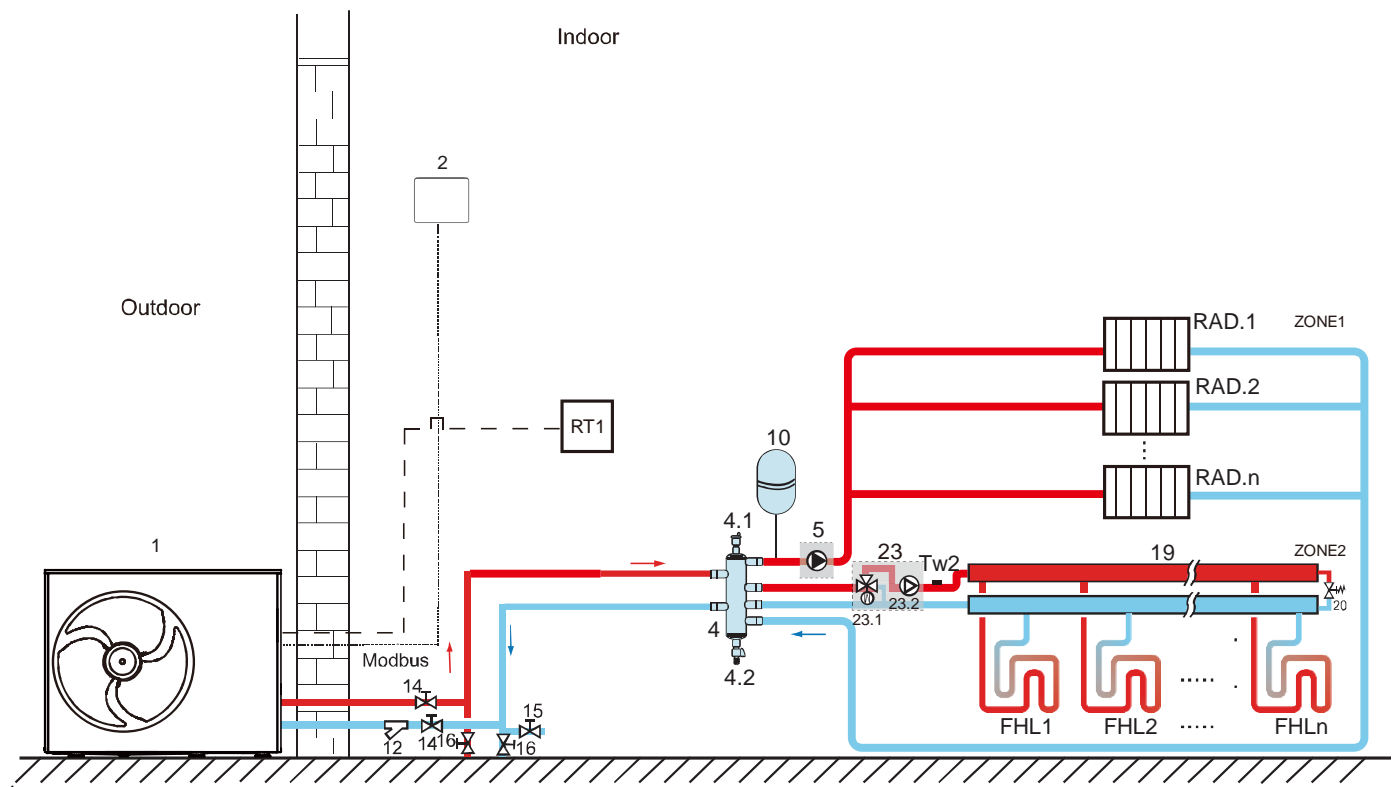 Indoor
2
Outdoor
RAD.1
ZONE1
RAD.2
RT1
10
RAD.n
4.1
5
1
23
Tw2
19
ZONE2
23.2
20
23.1
4
Modbus
4.2
14
15
FHL1
FHL2
FHLn
12
14
16
16